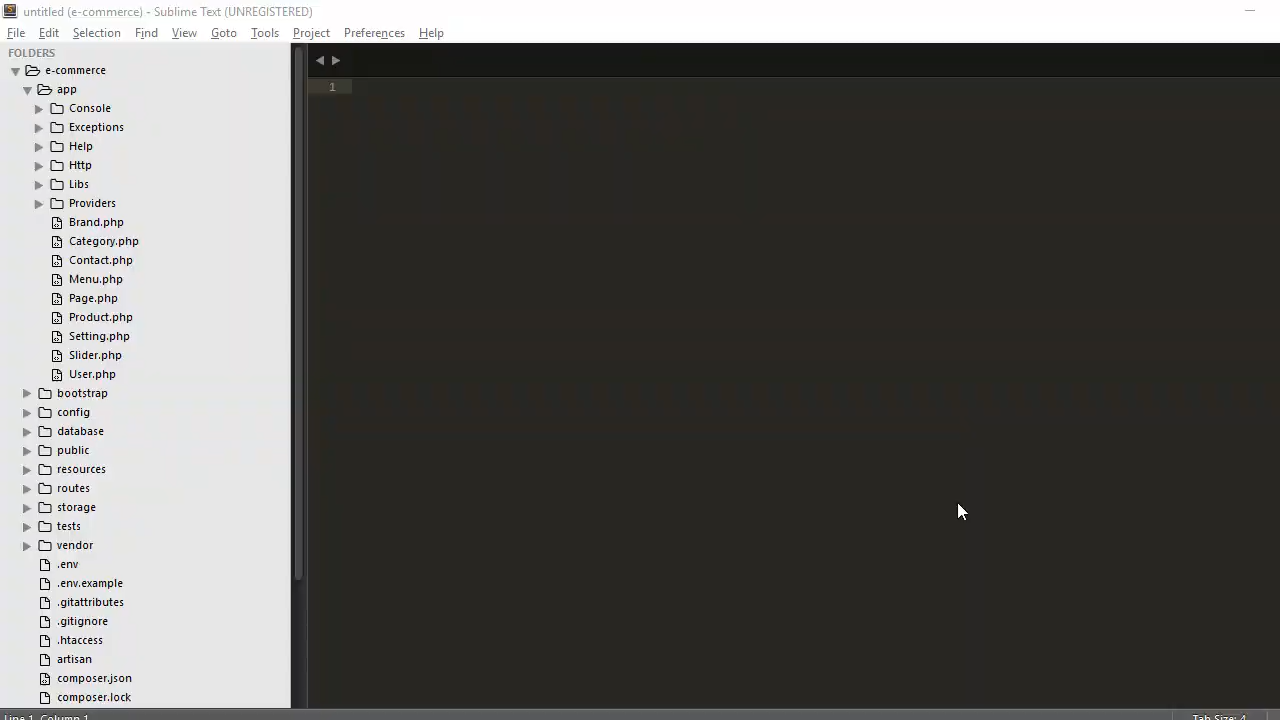 untitled (e-commerce) - Sublime Text (UNREGISTERED)
File Edit Selection Find View Goto Tools Project Preferences Help
FOLDERS
e-commerce
app
Console
Exceptions
Help
Http
Libs
Providers
Brand.php
Category.php
Contact.php
Menu.php
Page.php
Product.php
Setting.php
Slider.php
User.php
bootstrap
config
database
public
resources
routes
storage
tests
vendor
.env
.env.example
.gitattributes
.gitignore
.htaccess
artisan
composer.json
composer.lock
1
Line 1, Column 1
Tab Size: 4